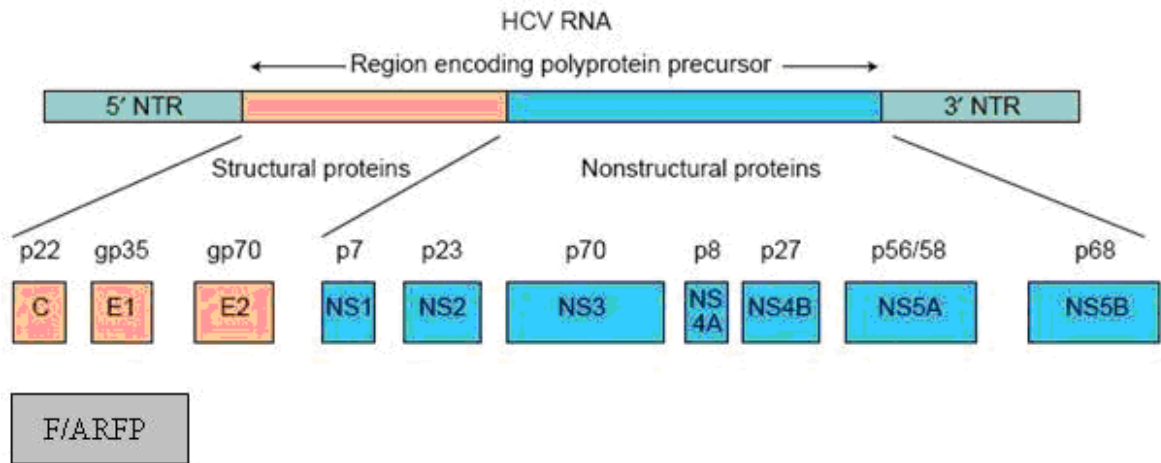 HCV RNA
Region encoding polyprotein precursor
5′ NTR 3′ NTR
Structural proteins Nonstructural proteins
p22 gp35 gp70 p7 p23 p70 p8 p27 p56/58 p68
C E1 E2 NS1 NS2 NS3 NS 4A NS4B NS5A NS5B
F/ARFP